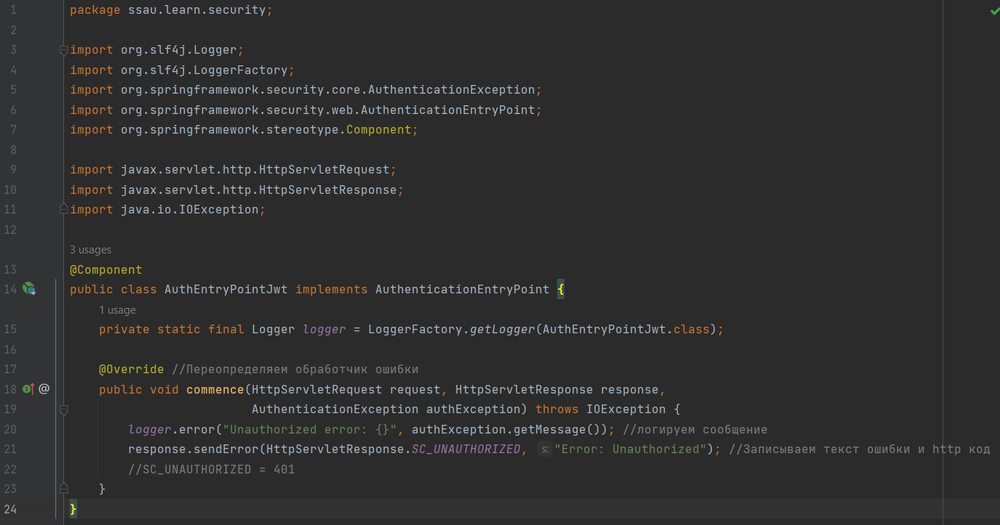 1 package ssau.learn.security;
2
3 import org.slf4j.Logger;
4 import org.slf4j.LoggerFactory;
5 import org.springframework.security.core.AuthenticationException;
6 import org.springframework.security.web.AuthenticationEntryPoint;
7 import org.springframework.stereotype.Component;
8
9 import javax.servlet.http.HttpServletRequest;
10 import javax.servlet.http.HttpServletResponse;
11 import java.io.IOException;
12
3 usages
13 @Component
14 public class AuthEntryPointJwt implements AuthenticationEntryPoint {
1 usage
15 private static final Logger logger = LoggerFactory.getLogger(AuthEntryPointJwt.class);
16
17 @Override //Переопределяем обработчик ошибки
18 @ public void commence(HttpServletRequest request, HttpServletResponse response,
19 AuthenticationException authException) throws IOException {
20 logger.error("Unauthorized error: {}", authException.getMessage()); //логируем сообщение
21 response.sendError(HttpServletResponse.SC_UNAUTHORIZED, s: "Error: Unauthorized"); //Записываем текст ошибки и http код
22 //SC_UNAUTHORIZED = 401
23 }
24 }